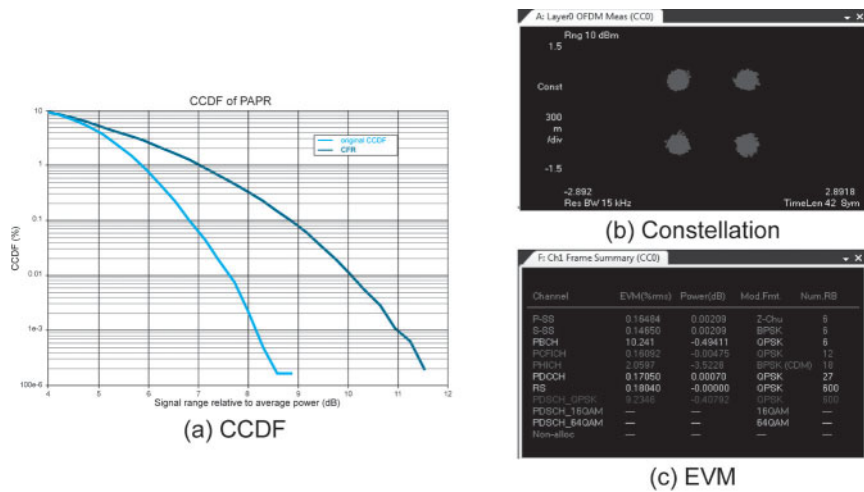 CCDF of PAPR
10
1
0.1
0.01
1e-3
100e-6
CCDF (%)
original CCDF
CFR
4 5 6 7 8 9 10 11 12
Signal range relative to average power (dB)
(a) CCDF
A: Layer0 OFDM Meas (CC0)
Rng 10 dBm
1.5
Const
300
m
/div
-1.5
-2.892 2.8918
Res BW 15 kHz TimeLen 42 Sym
(b) Constellation
F: Ch1 Frame Summary (CC0)
Channel EVM(%rms) Power(dB) Mod.Fmt. Num.RB
P-SS 0.16484 0.00209 Z-Chu 6
S-SS 0.14650 0.00209 BPSK 6
PBCH 10.241 -0.49411 QPSK 6
PCFICH 0.16092 -0.00475 QPSK 12
PHICH 2.0597 -3.5228 BPSK (CDM) 18
PDCCH 0.17050 0.00070 QPSK 27
RS 0.18040 -0.00000 QPSK 600
PDSCH_QPSK 9.2346 -0.40792 QPSK 600
PDSCH_16QAM — — 16QAM —
PDSCH_64QAM — — 64QAM —
Non-alloc — — —
(c) EVM